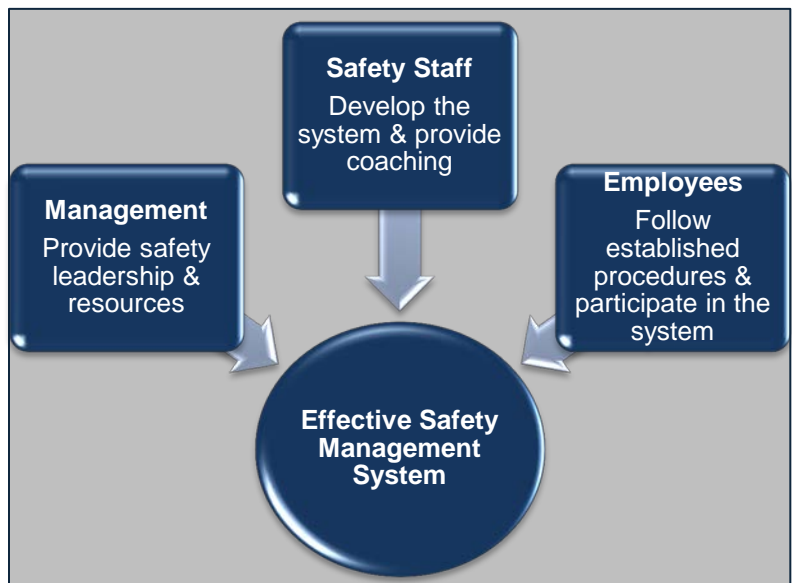 Safety Staff
Develop the
system & provide
coaching
Management
Provide safety
leadership &
resources
Employees
Follow
established
procedures &
participate in the
system
Effective Safety
Management
System